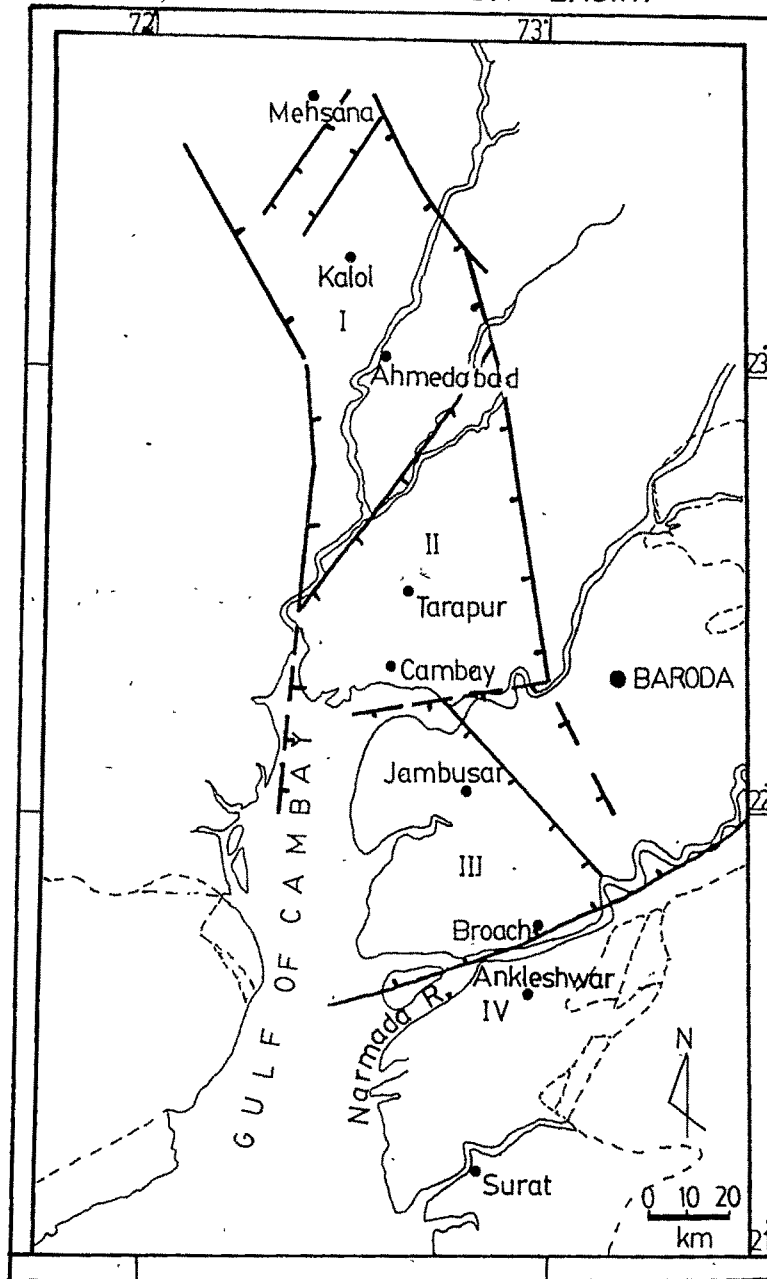 72°
73°
Mehsana
Kalol
I
Ahmedabad
23°
II
Tarapur
Cambay
BARODA
Jambusar
22°
III
Broach
Ankleshwar
IV
Narmada R.
GULF OF CAMBAY
N
Surat
0 10 20
km
21°